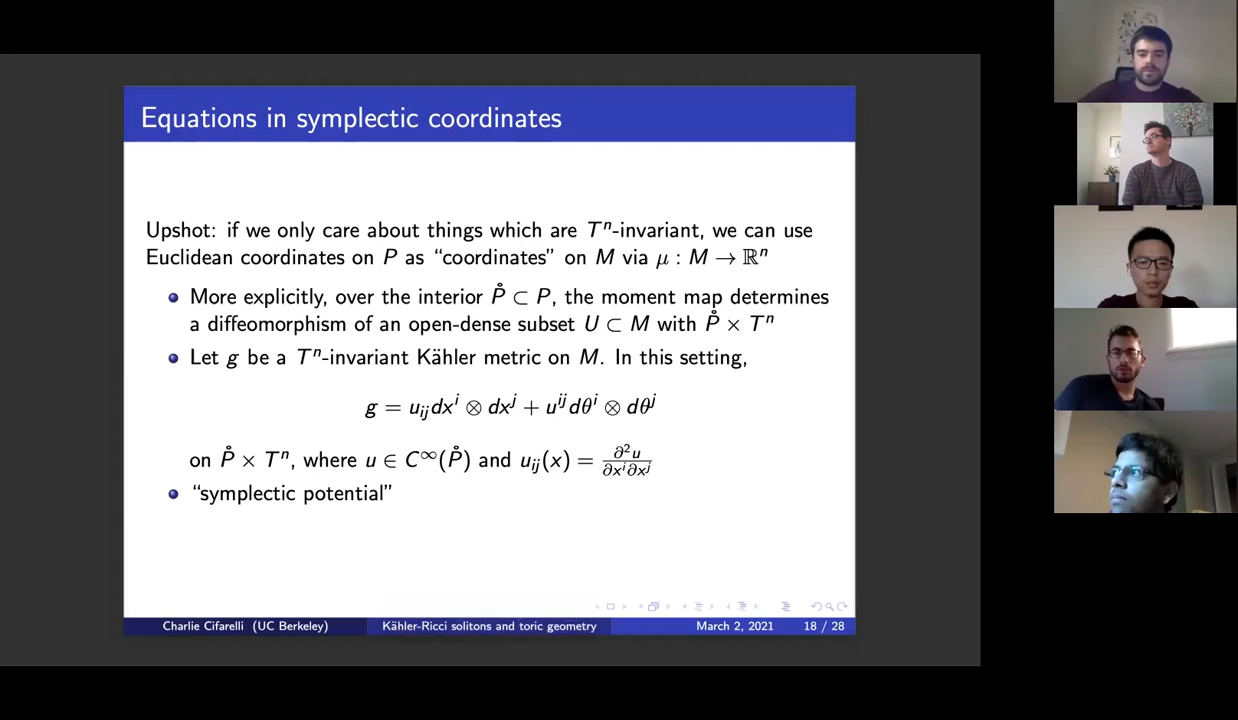 Equations in symplectic coordinates
Upshot: if we only care about things which are Tⁿ-invariant, we can use
Euclidean coordinates on P as “coordinates” on M via μ : M → ℝⁿ
More explicitly, over the interior P̊ ⊂ P, the moment map determines
a diffeomorphism of an open-dense subset U ⊂ M with P̊ × Tⁿ
Let g be a Tⁿ-invariant Kähler metric on M. In this setting,
g = u_{ij}dx^i ⊗ dx^j + u^{ij}dθ^i ⊗ dθ^j
on P̊ × Tⁿ, where u ∈ C^∞(P̊) and u_{ij}(x) = ∂²u/∂x^i∂x^j
“symplectic potential”
Charlie Cifarelli (UC Berkeley) Kähler-Ricci solitons and toric geometry March 2, 2021 18 / 28